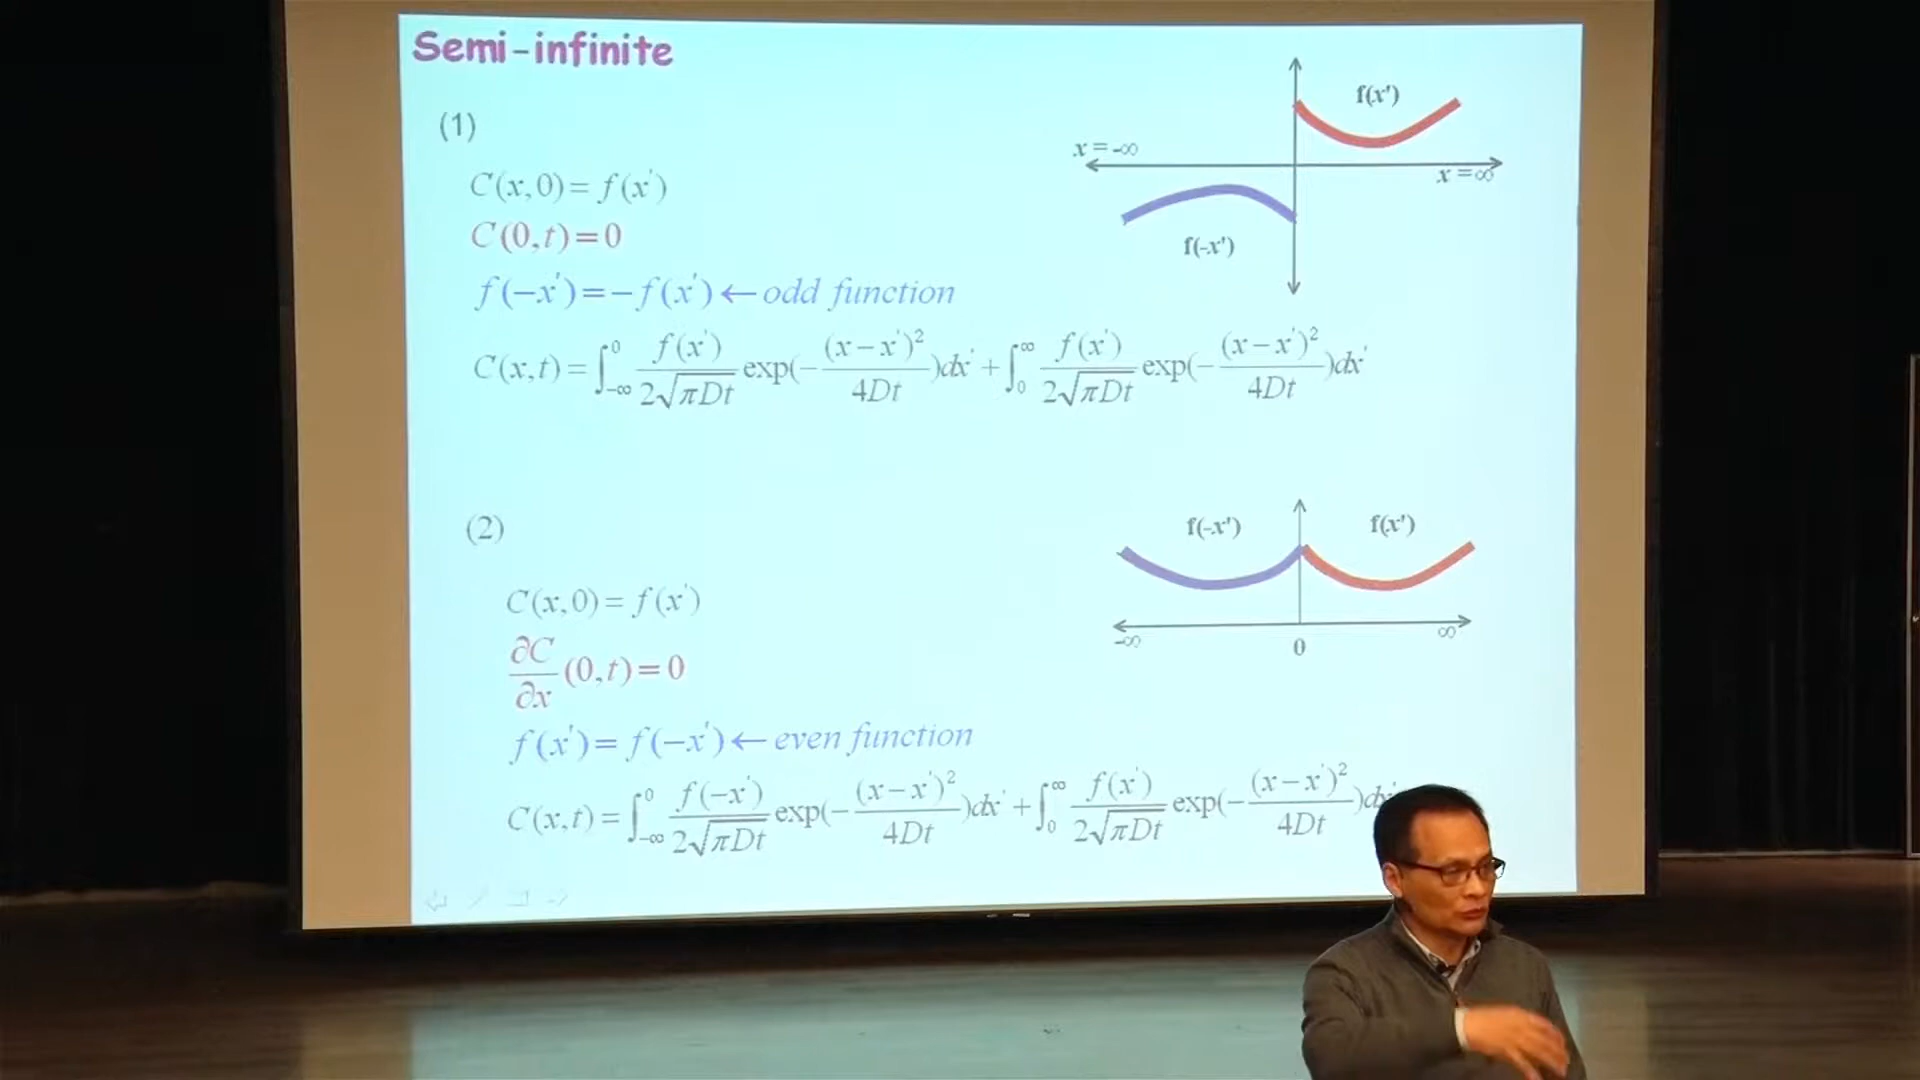 Semi-infinite
(1)
f(x')
x = -∞
x = ∞
C(x,0) = f(x')
C(0,t) = 0
f(-x') = -f(x') ← odd function
f(-x')
C(x,t) = ∫_{-∞}^{0} f(x')/(2√(πDt)) exp(-(x-x')²/4Dt)dx' + ∫_{0}^{∞} f(x')/(2√(πDt)) exp(-(x-x')²/4Dt)dx'
(2)
f(-x') f(x')
-∞ 0 ∞
C(x,0) = f(x')
∂C/∂x (0,t) = 0
f(x') = f(-x') ← even function
C(x,t) = ∫_{-∞}^{0} f(-x')/(2√(πDt)) exp(-(x-x')²/4Dt)dx' + ∫_{0}^{∞} f(x')/(2√(πDt)) exp(-(x-x')²/4Dt)dx